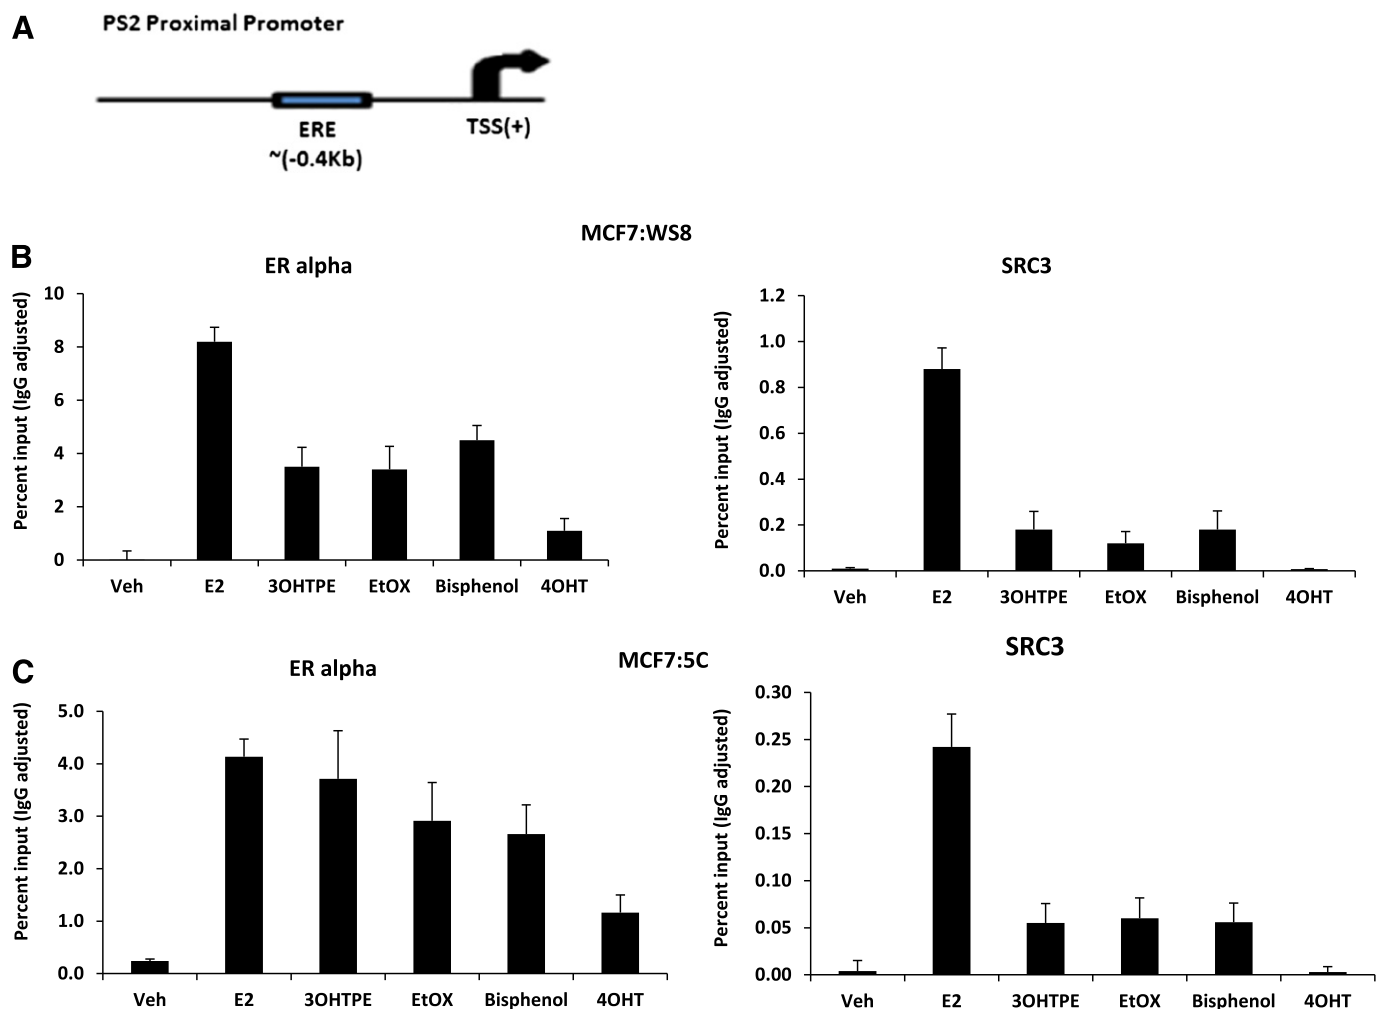 A
PS2 Proximal Promoter
ERE
~(-0.4Kb)
TSS(+)
MCF7:WS8
B
ER alpha
Percent input (IgG adjusted)
10
8
6
4
2
0
Veh E2 3OHTPE EtOX Bisphenol 4OHT
SRC3
Percent input (IgG adjusted)
1.2
1.0
0.8
0.6
0.4
0.2
0.0
Veh E2 3OHTPE EtOX Bisphenol 4OHT
MCF7:5C
C
ER alpha
Percent input (IgG adjusted)
5.0
4.0
3.0
2.0
1.0
0.0
Veh E2 3OHTPE EtOX Bisphenol 4OHT
SRC3
Percent input (IgG adjusted)
0.30
0.25
0.20
0.15
0.10
0.05
0.00
Veh E2 3OHTPE EtOX Bisphenol 4OHT